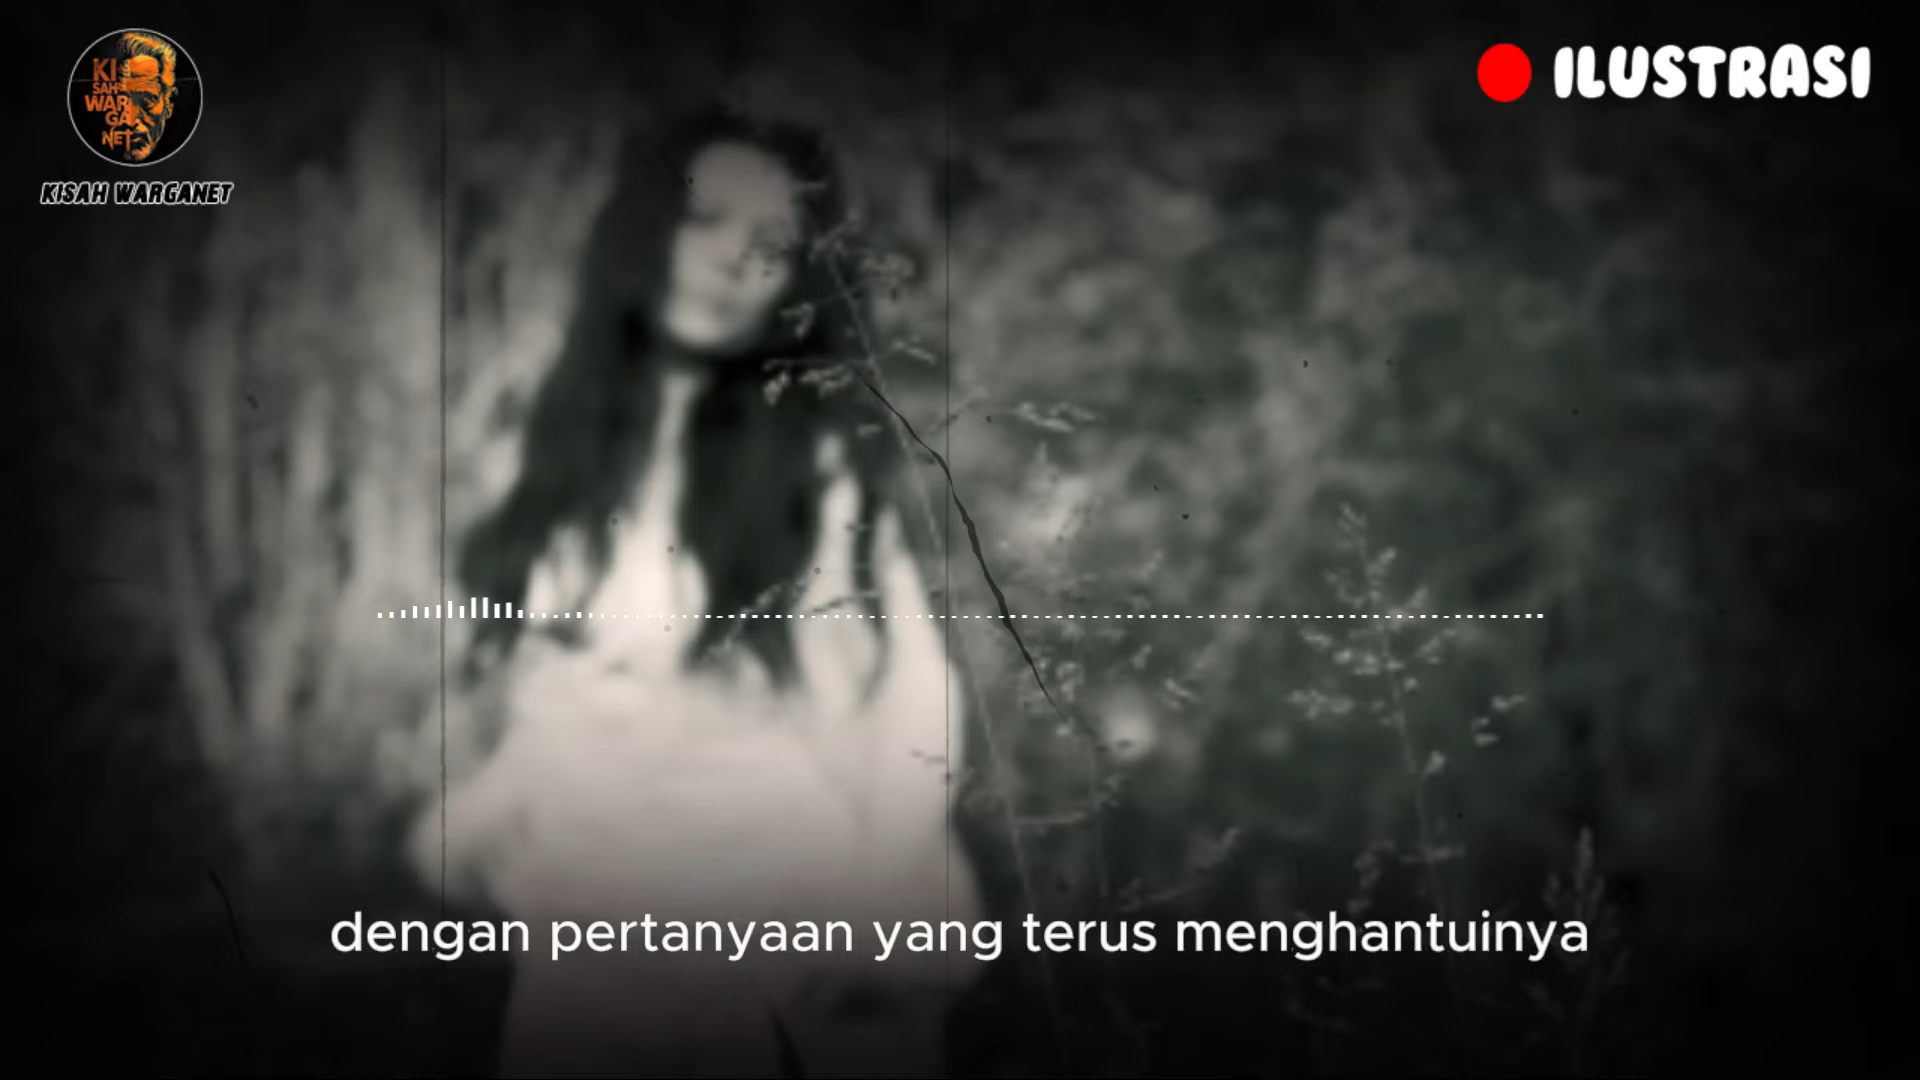 KI
SAH
WAR
GA
NET
KISAH WARGANET
ILUSTRASI
dengan pertanyaan yang terus menghantuinya